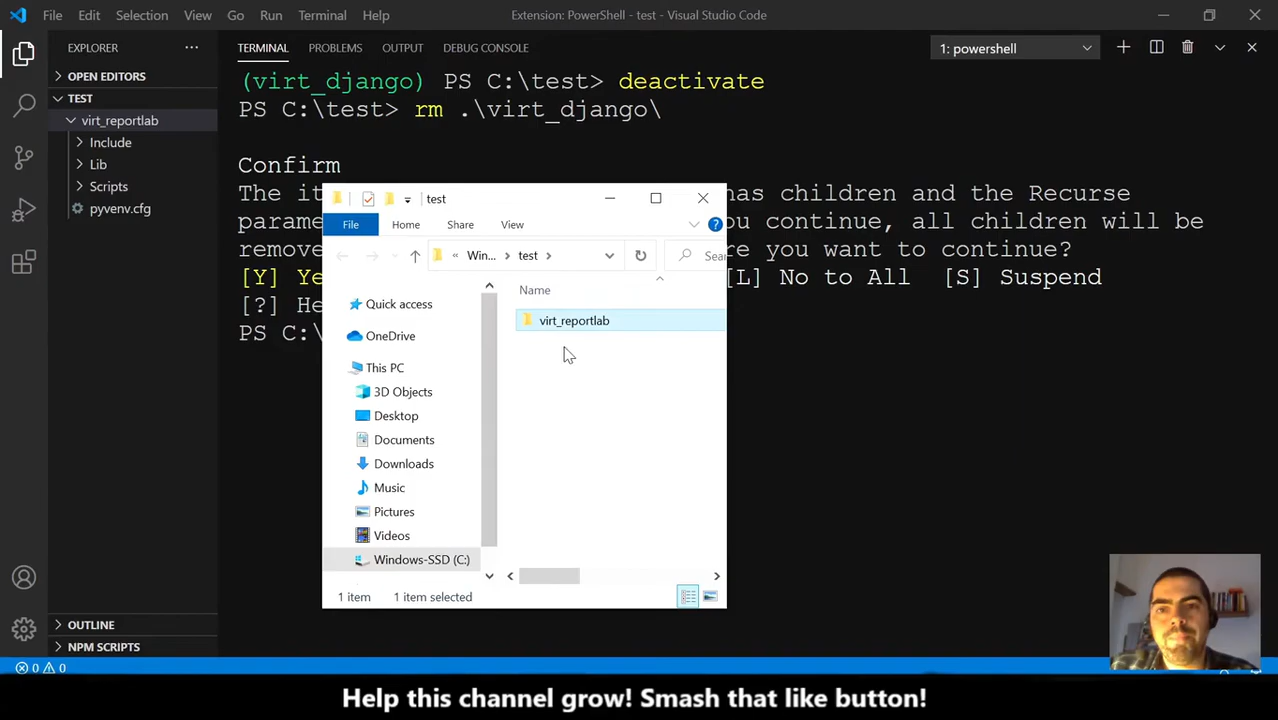 File Edit Selection View Go Run Terminal Help
Extension: PowerShell - test - Visual Studio Code
EXPLORER
OPEN EDITORS
TEST
virt_reportlab
Include
Lib
Scripts
pyvenv.cfg
OUTLINE
NPM SCRIPTS
0 0
TERMINAL PROBLEMS OUTPUT DEBUG CONSOLE
1: powershell
(virt_django) PS C:\test> deactivate
PS C:\test> rm .\virt_django\
Confirm
The it has children and the Recurse
param ou continue, all children will be
remove re you want to continue?
[Y] Ye [L] No to All [S] Suspend
[?] He
PS C:\
test
File Home Share View
« Win... test Sea
Name
Quick access
OneDrive
This PC
3D Objects
Desktop
Documents
Downloads
Music
Pictures
Videos
Windows-SSD (C:)
virt_reportlab
1 item 1 item selected
Help this channel grow! Smash that like button!